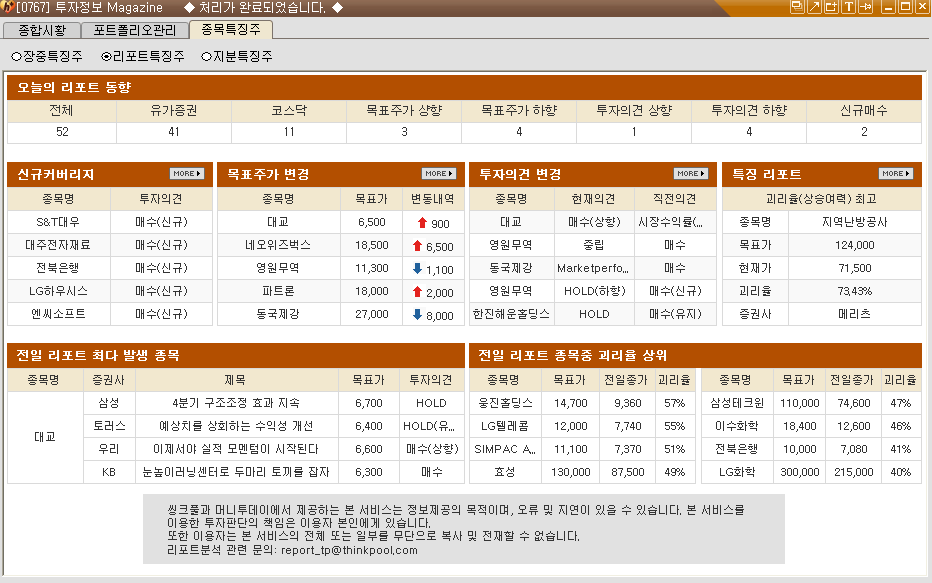 [0767] 투자정보 Magazine ◆ 처리가 완료되었습니다. ◆
종합시황 포트폴리오관리 종목특징주
장중특징주 리포트특징주 지분특징주
오늘의 리포트 동향
전체 유가증권 코스닥 목표주가 상향 목표주가 하향 투자의견 상향 투자의견 하향 신규매수
52 41 11 3 4 1 4 2
신규커버리지 MORE 목표주가 변경 MORE 투자의견 변경 MORE 특징 리포트 MORE
종목명 투자의견 종목명 목표가 변동내역 종목명 현재의견 직전의견 괴리율(상승여력) 최고
S&T대우 매수(신규) 대교 6,500 900 대교 매수(상향) 시장수익률(... 종목명 지역난방공사
대주전자재료 매수(신규) 네오위즈벅스 18,500 6,500 영원무역 중립 매수 목표가 124,000
전북은행 매수(신규) 영원무역 11,300 1,100 동국제강 Marketperfo... 매수 현재가 71,500
LG하우시스 매수(신규) 파트론 18,000 2,000 영원무역 HOLD(하향) 매수(신규) 괴리율 73.43%
엔씨소프트 매수(신규) 동국제강 27,000 8,000 한진해운홀딩스 HOLD 매수(유지) 증권사 메리츠
전일 리포트 최다 발생 종목 전일 리포트 종목중 괴리율 상위
종목명 증권사 제목 목표가 투자의견 종목명 목표가 전일종가 괴리율 종목명 목표가 전일종가 괴리율
대교 삼성 4분기 구조조정 효과 지속 6,700 HOLD 웅진홀딩스 14,700 9,360 57% 삼성테크윈 110,000 74,600 47%
토러스 예상치를 상회하는 수익성 개선 6,400 HOLD(유... LG텔레콤 12,000 7,740 55% 이수화학 18,400 12,600 46%
우리 이제서야 실적 모멘텀이 시작된다 6,600 매수(상향) SIMPAC A... 11,100 7,370 51% 전북은행 10,000 7,080 41%
KB 눈높이러닝센터로 두마리 토끼를 잡자 6,300 매수 효성 130,000 87,500 49% LG화학 300,000 215,000 40%
씽크풀과 머니투데이에서 제공하는 본 서비스는 정보제공의 목적이며, 오류 및 지연이 있을 수 있습니다. 본 서비스를
이용한 투자판단의 책임은 이용자 본인에게 있습니다.
또한 이용자는 본 서비스의 전체 또는 일부를 무단으로 복사 및 전재할 수 없습니다.
리포트분석 관련 문의: report_tp@thinkpool.com